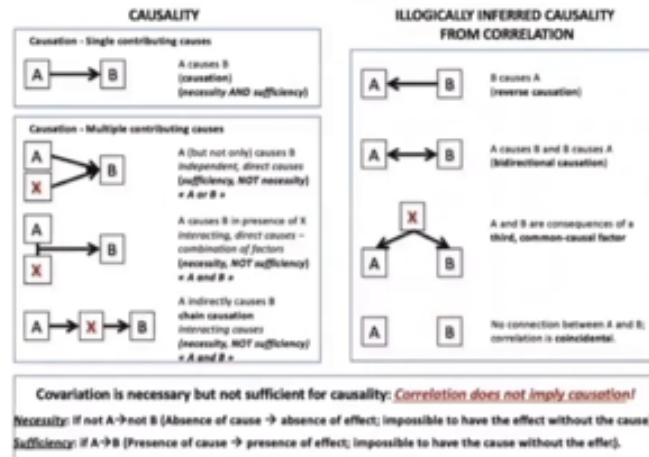 CAUSALITY
Causation - Single contributing causes
A
B
A causes B
(causation)
(necessity AND sufficiency)
Causation - Multiple contributing causes
A
X
B
A (but not only) causes B
independent, direct causes
(sufficiency, NOT necessity)
« A or B »
A
X
B
A causes B in presence of X
interacting, direct causes –
combination of factors
(necessity, NOT sufficiency)
« A and B »
A
X
B
A indirectly causes B
chain causation
interacting causes
(necessity, NOT sufficiency)
« A and B »
ILLOGICALLY INFERRED CAUSALITY
FROM CORRELATION
A
B
B causes A
(reverse causation)
A
B
A causes B and B causes A
(bidirectional causation)
X
A
B
A and B are consequences of a
third, common-causal factor
A
B
No connection between A and B;
correlation is coincidental.
Covariation is necessary but not sufficient for causality: Correlation does not imply causation!
Necessity: If not A→not B (Absence of cause → absence of effect; impossible to have the effect without the cause)
Sufficiency: if A→B (Presence of cause → presence of effect; impossible to have the cause without the effet).